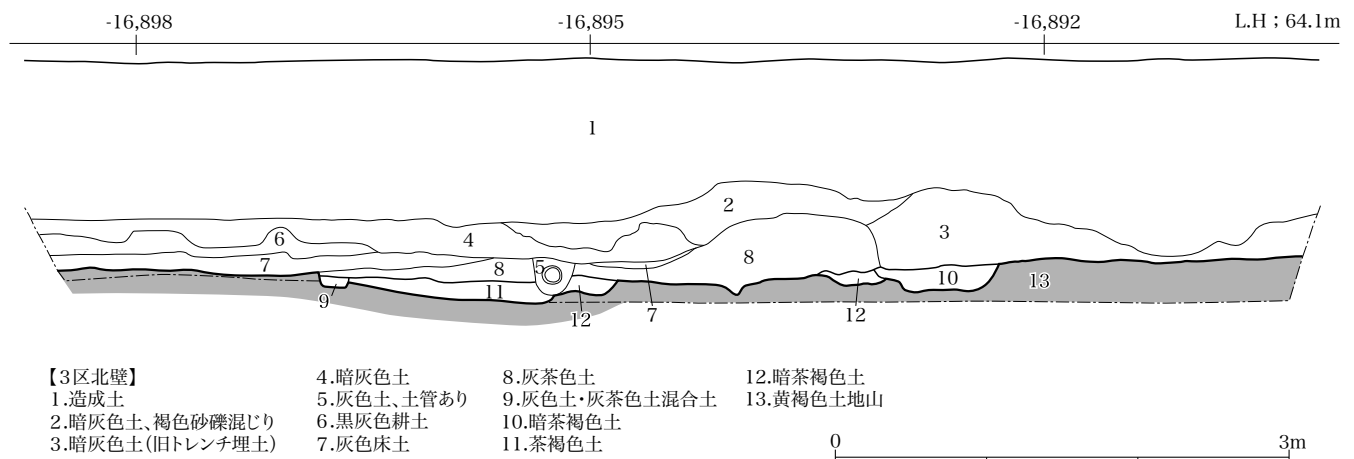 -16,898 -16,895 -16,892 L.H ; 64.1m
1
2
6 4 3
7 8 5 8 10 13
9 11 12 7 12
【3区北壁】
1.造成土
2.暗灰色土、褐色砂礫混じり
3.暗灰色土(旧トレンチ埋土)
4.暗灰色土
5.灰色土、土管あり
6.黒灰色耕土
7.灰色床土
8.灰茶色土
9.灰色土・灰茶色土混合土
10.暗茶褐色土
11.茶褐色土
12.暗茶褐色土
13.黄褐色土地山
0 3m